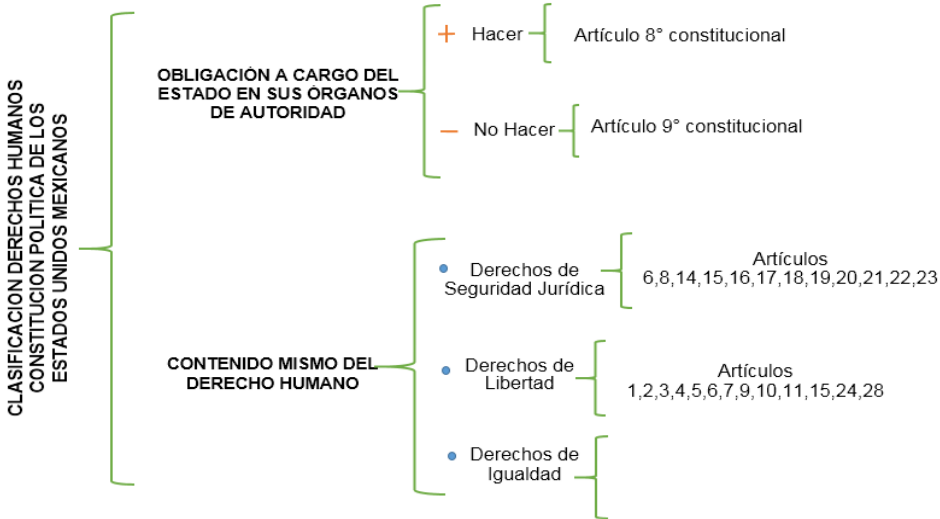 CLASIFICACION DERECHOS HUMANOS
CONSTITUCION POLITICA DE LOS
ESTADOS UNIDOS MEXICANOS
OBLIGACIÓN A CARGO DEL
ESTADO EN SUS ÓRGANOS
DE AUTORIDAD
+ Hacer
Artículo 8° constitucional
− No Hacer
Artículo 9° constitucional
CONTENIDO MISMO DEL
DERECHO HUMANO
• Derechos de
Seguridad Jurídica
Artículos
6,8,14,15,16,17,18,19,20,21,22,23
• Derechos de
Libertad
Artículos
1,2,3,4,5,6,7,9,10,11,15,24,28
• Derechos de
Igualdad